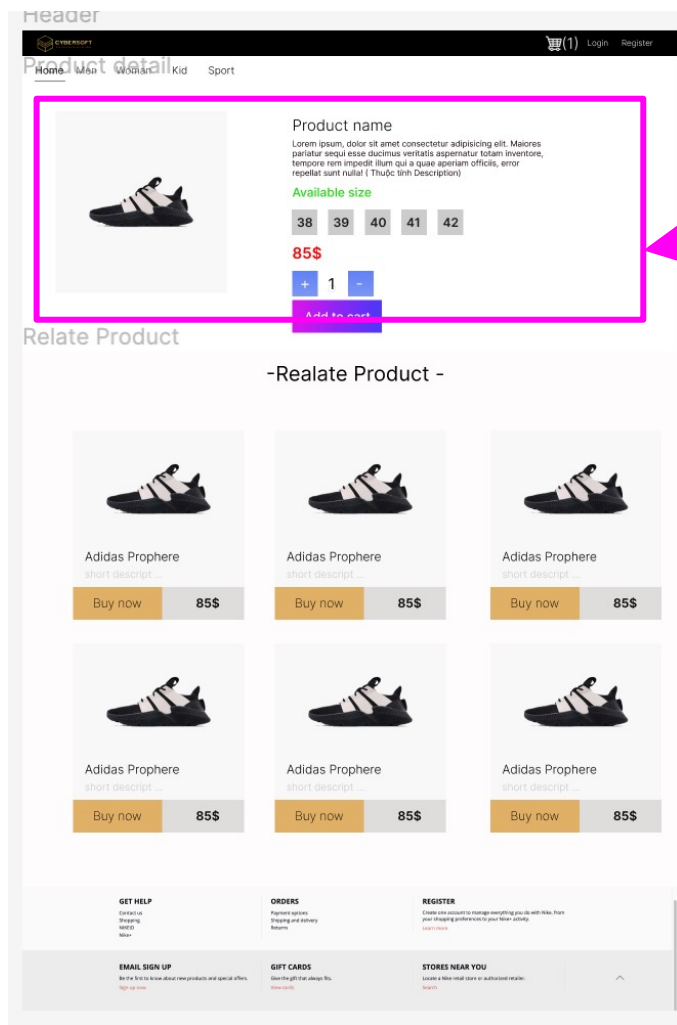 Header
CYBERSOFT
(1) Login Register
Product detail
Home Men Woman Kid Sport
Product name
Lorem ipsum, dolor sit amet consectetur adipisicing elit. Maiores
pariatur sequi esse ducimus veritatis aspernatur totam inventore,
tempore rem impedit illum qui a quae aperiam officiis, error
repellat sunt nulla! ( Thuộc tính Description)
Available size
38 39 40 41 42
85$
+ 1 -
Add to cart
Relate Product
-Realate Product -
Adidas Prophere Adidas Prophere Adidas Prophere
short descript ... short descript ... short descript ...
Buy now 85$ Buy now 85$ Buy now 85$
Adidas Prophere Adidas Prophere Adidas Prophere
short descript ... short descript ... short descript ...
Buy now 85$ Buy now 85$ Buy now 85$
GET HELP
Contact us
Shopping
NIKEID
Nike+
ORDERS
Payment options
Shipping and delivery
Returns
REGISTER
Create one account to manage everything you do with Nike, from
your shopping preferences to your Nike+ activity.
Learn more
EMAIL SIGN UP
Be the first to know about new products and special offers.
Sign up now
GIFT CARDS
Give the gift that always fits.
View cards
STORES NEAR YOU
Locate a Nike retail store or authorized retailer.
Search